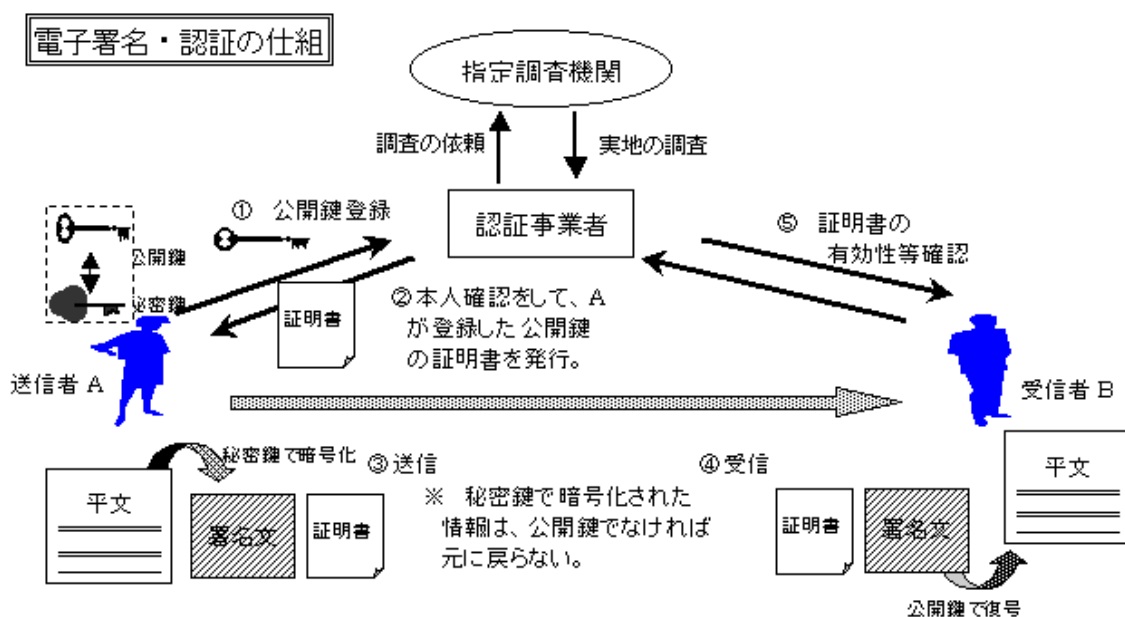 電子署名・認証の仕組
指定調査機関
調査の依頼
実地の調査
認証事業者
① 公開鍵登録
公開鍵
秘密鍵
証明書
②本人確認をして、A
が登録した公開鍵
の証明書を発行。
⑤ 証明書の
有効性等確認
送信者 A
受信者 B
秘密鍵で暗号化
③送信
④受信
平文
署名文
証明書
※ 秘密鍵で暗号化された
情報は、公開鍵でなければ
元に戻らない。
証明書
署名文
平文
公開鍵で復号